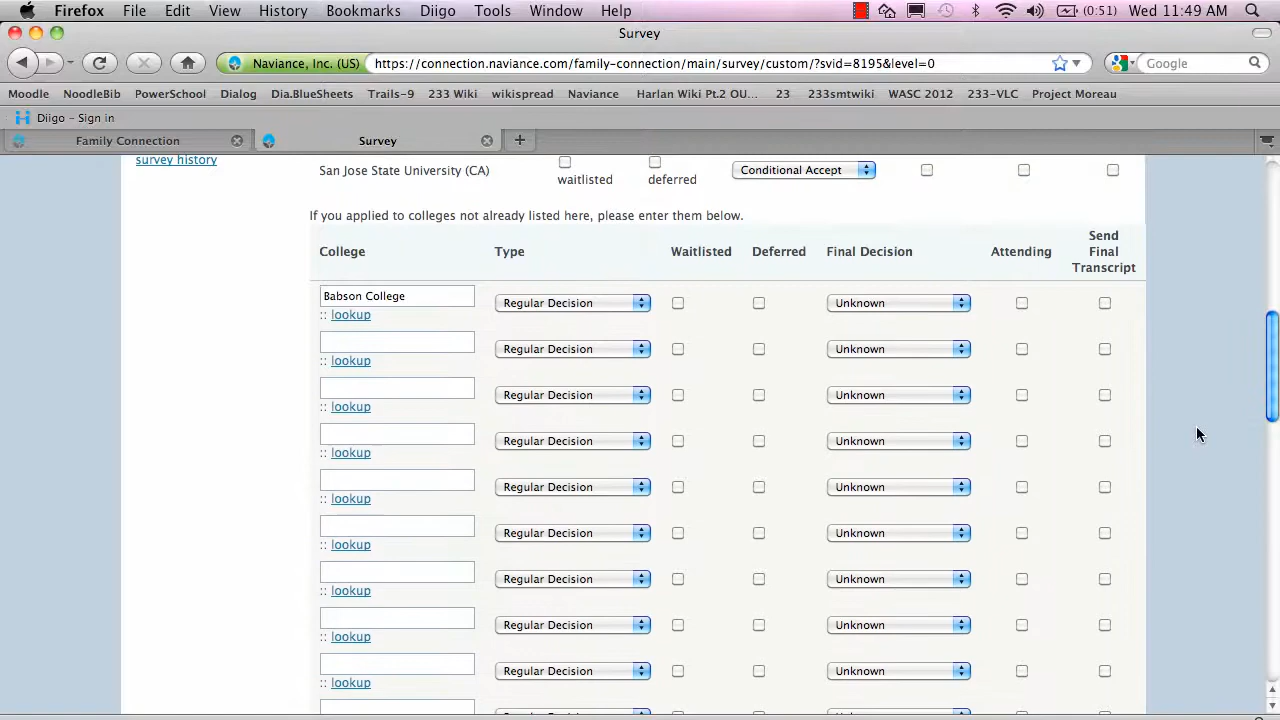 Firefox File Edit View History Bookmarks Diigo Tools Window Help (0:51) Wed 11:49 AM
Survey
Naviance, Inc. (US) https://connection.naviance.com/family-connection/main/survey/custom/?svid=8195&level=0 Google
Moodle NoodleBib PowerSchool Dialog Dia.BlueSheets Trails-9 233 Wiki wikispread Naviance Harlan Wiki Pt.2 OU... 23 233smtwiki WASC 2012 233-VLC Project Moreau
Diigo - Sign in
Family Connection Survey
survey history
San Jose State University (CA) waitlisted deferred Conditional Accept
If you applied to colleges not already listed here, please enter them below.
College Type Waitlisted Deferred Final Decision Attending Send Final Transcript
Babson College Regular Decision Unknown
:: lookup
Regular Decision Unknown
:: lookup
Regular Decision Unknown
:: lookup
Regular Decision Unknown
:: lookup
Regular Decision Unknown
:: lookup
Regular Decision Unknown
:: lookup
Regular Decision Unknown
:: lookup
Regular Decision Unknown
:: lookup
Regular Decision Unknown
:: lookup